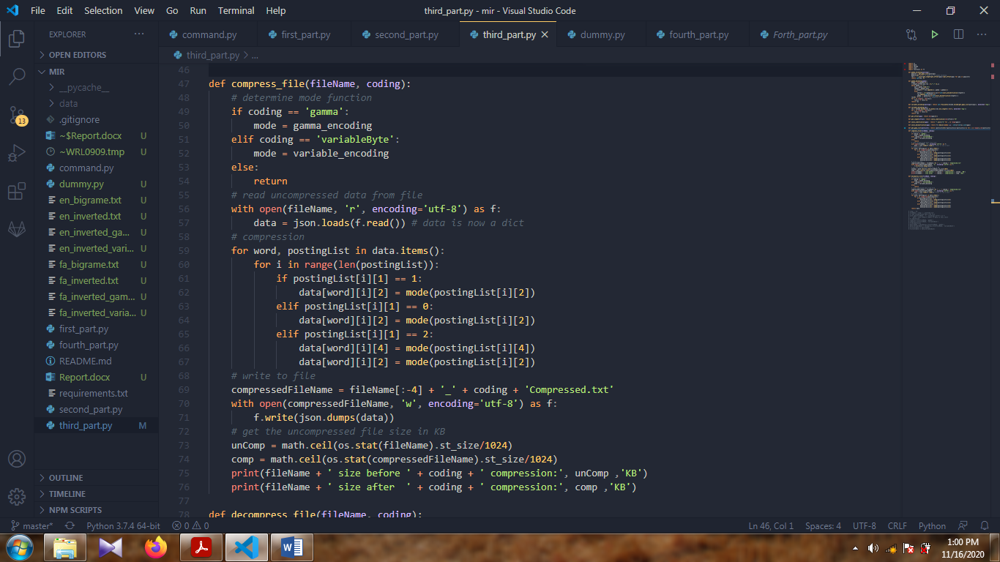 File Edit Selection View Go Run Terminal Help third_part.py - mir - Visual Studio Code
EXPLORER ···
command.py first_part.py second_part.py third_part.py dummy.py fourth_part.py Forth_part.py
third_part.py > ...
OPEN EDITORS
MIR
__pycache__
data
.gitignore
~$Report.docx U
~WRL0909.tmp U
command.py
dummy.py U
en_bigrame.txt U
en_inverted.txt U
en_inverted_ga... U
en_inverted_vari... U
fa_bigrame.txt U
fa_inverted.txt U
fa_inverted_gam... U
fa_inverted_varia... U
first_part.py
fourth_part.py
README.md
Report.docx U
requirements.txt
second_part.py
third_part.py M
OUTLINE
TIMELINE
NPM SCRIPTS
13
46
47 def compress_file(fileName, coding):
48     # determine mode function
49     if coding == 'gamma':
50         mode = gamma_encoding
51     elif coding == 'variableByte':
52         mode = variable_encoding
53     else:
54         return
55     # read uncompressed data from file
56     with open(fileName, 'r', encoding='utf-8') as f:
57         data = json.loads(f.read()) # data is now a dict
58     # compression
59     for word, postingList in data.items():
60         for i in range(len(postingList)):
61             if postingList[i][1] == 1:
62                 data[word][i][2] = mode(postingList[i][2])
63             elif postingList[i][1] == 0:
64                 data[word][i][2] = mode(postingList[i][2])
65             elif postingList[i][1] == 2:
66                 data[word][i][4] = mode(postingList[i][4])
67                 data[word][i][2] = mode(postingList[i][2])
68     # write to file
69     compressedFileName = fileName[:-4] + '_' + coding + 'Compressed.txt'
70     with open(compressedFileName, 'w', encoding='utf-8') as f:
71         f.write(json.dumps(data))
72     # get the uncompressed file size in KB
73     unComp = math.ceil(os.stat(fileName).st_size/1024)
74     comp = math.ceil(os.stat(compressedFileName).st_size/1024)
75     print(fileName + ' size before ' + coding + ' compression:', unComp ,'KB')
76     print(fileName + ' size after  ' + coding + ' compression:', comp ,'KB')
77
78 def decompress_file(fileName, coding):
master* Python 3.7.4 64-bit 0 0 Ln 46, Col 1 Spaces: 4 UTF-8 CRLF Python
1:00 PM
11/16/2020